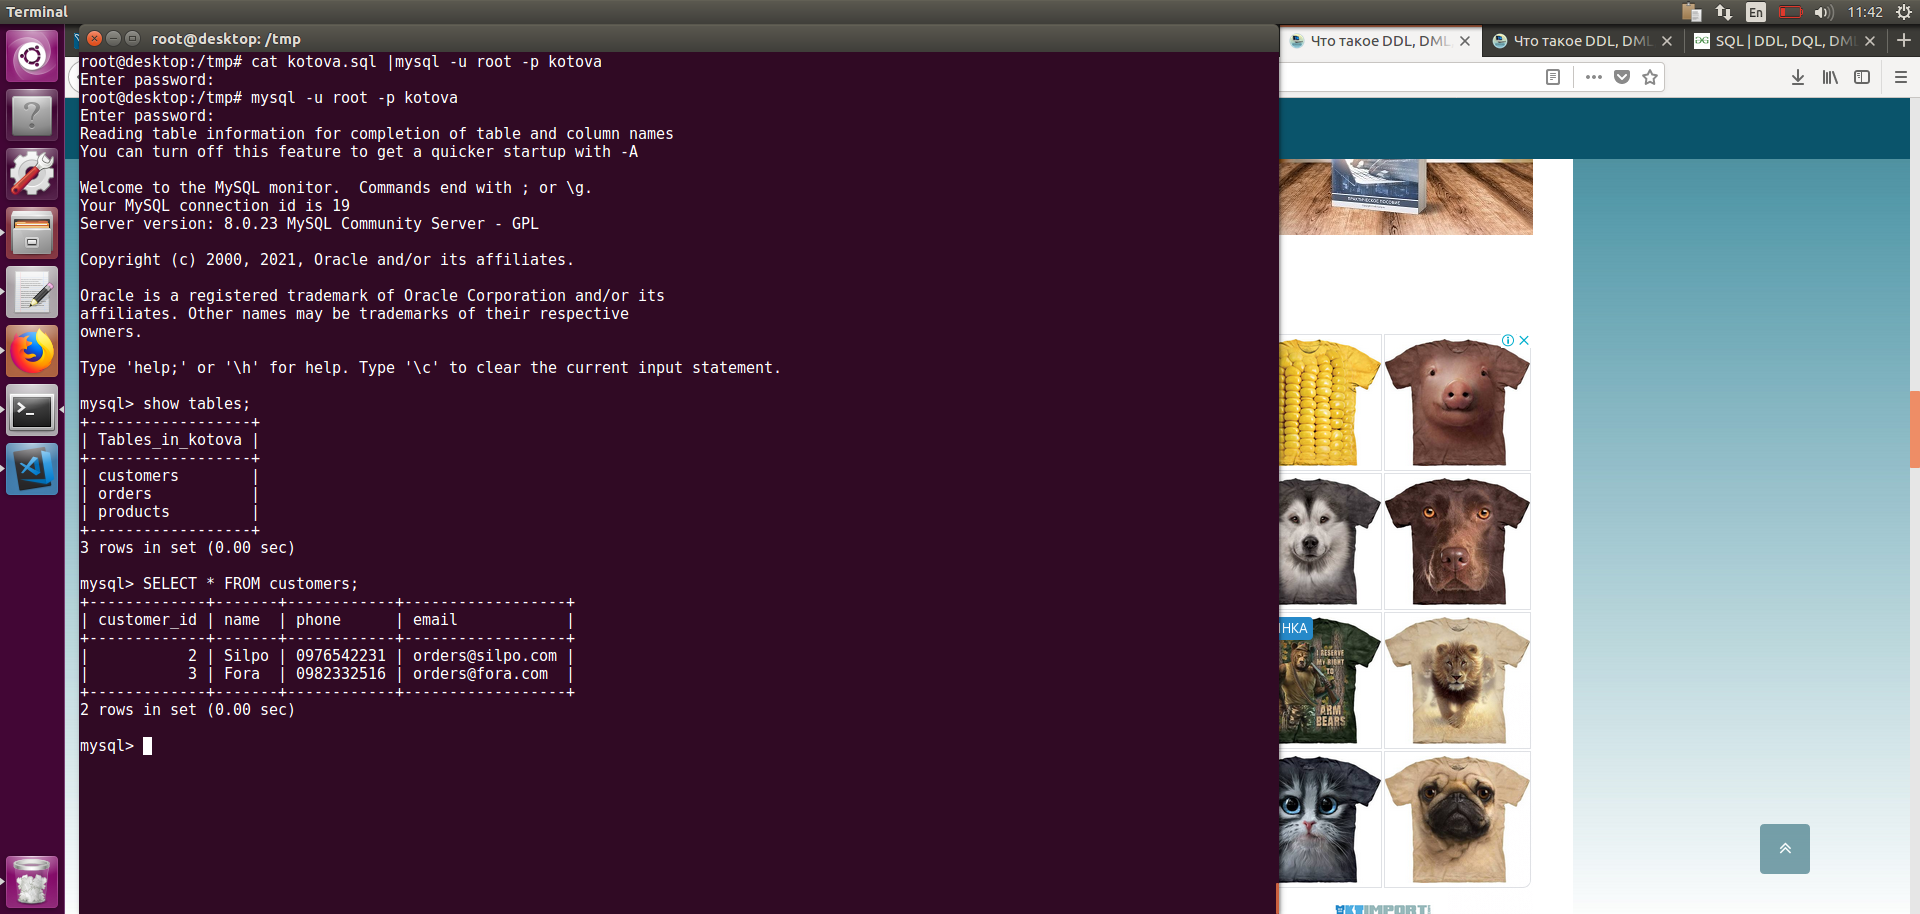 Terminal
En
11:42
root@desktop: /tmp
Что такое DDL, DML
Что такое DDL, DML
SQL | DDL, DQL, DM
root@desktop:/tmp# cat kotova.sql |mysql -u root -p kotova
Enter password:
root@desktop:/tmp# mysql -u root -p kotova
Enter password:
Reading table information for completion of table and column names
You can turn off this feature to get a quicker startup with -A
Welcome to the MySQL monitor.  Commands end with ; or \g.
Your MySQL connection id is 19
Server version: 8.0.23 MySQL Community Server - GPL
Copyright (c) 2000, 2021, Oracle and/or its affiliates.
Oracle is a registered trademark of Oracle Corporation and/or its
affiliates. Other names may be trademarks of their respective
owners.
Type 'help;' or '\h' for help. Type '\c' to clear the current input statement.
mysql> show tables;
+------------------+
| Tables_in_kotova |
+------------------+
| customers        |
| orders           |
| products         |
+------------------+
3 rows in set (0.00 sec)
mysql> SELECT * FROM customers;
+-------------+-------+------------+------------------+
| customer_id | name  | phone      | email            |
+-------------+-------+------------+------------------+
|           2 | Silpo | 0976542231 | orders@silpo.com |
|           3 | Fora  | 0982332516 | orders@fora.com  |
+-------------+-------+------------+------------------+
2 rows in set (0.00 sec)
mysql>
ПРАКТИЧЕСКОЕ ПОСОБИЕ
НКА
I RESERVE
MY RIGHT
TO
ARM
BEARS
IMPORT